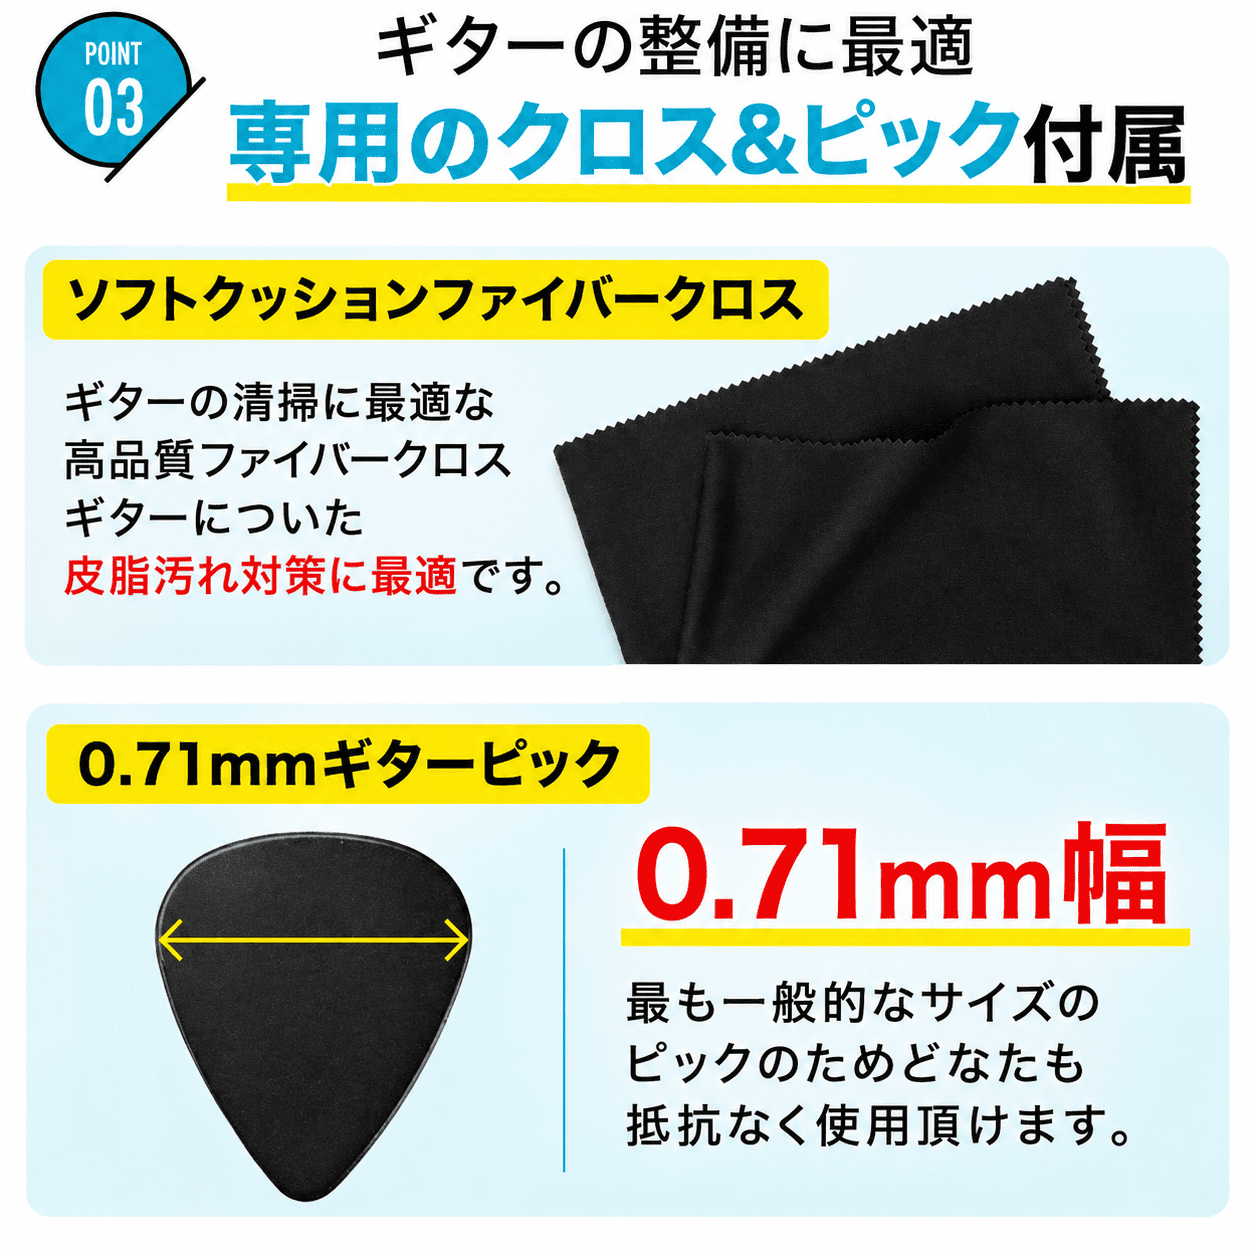 POINT
03
ギターの整備に最適
専用のクロス&ピック付属
ソフトクッションファイバークロス
ギターの清掃に最適な
高品質ファイバークロス
ギターについた
皮脂汚れ対策に最適です。
0.71mmギターピック
0.71mm幅
最も一般的なサイズの
ピックのためどなたも
抵抗なく使用頂けます。